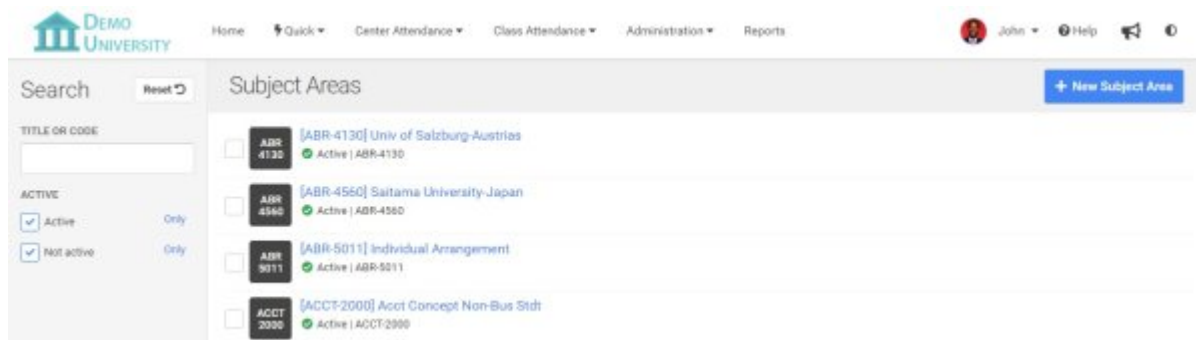 DEMO UNIVERSITY
Home Quick Center Attendance Class Attendance Administration Reports John Help
Search Reset
Subject Areas
+ New Subject Area
TITLE OR CODE
ACTIVE
Active Only
Not active Only
ABR 4130
[ABR-4130] Univ of Salzburg-Austrias
Active | ABR-4130
ABR 4560
[ABR-4560] Saitama University-Japan
Active | ABR-4560
ABR 5011
[ABR-5011] Individual Arrangement
Active | ABR-5011
ACCT 2000
[ACCT-2000] Acct Concept Non-Bus Stdt
Active | ACCT-2000